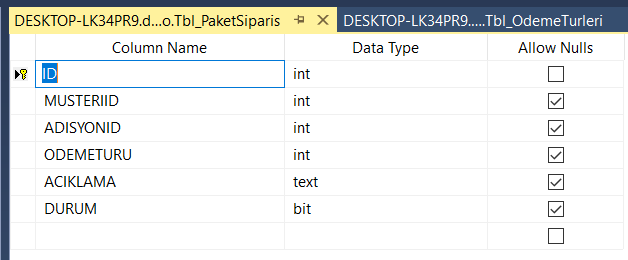 DESKTOP-LK34PR9.d...o.Tbl_PaketSiparis DESKTOP-LK34PR9.....Tbl_OdemeTurleri
Column Name Data Type Allow Nulls
ID int
MUSTERIID int
ADISYONID int
ODEMETURU int
ACIKLAMA text
DURUM bit